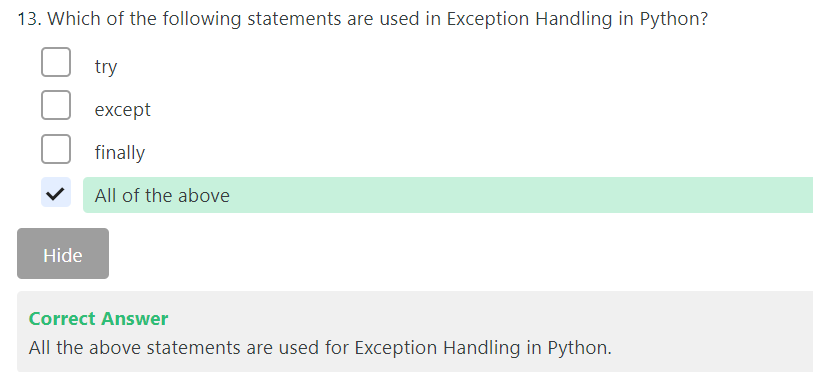 13. Which of the following statements are used in Exception Handling in Python?
try
except
finally
All of the above
Hide
Correct Answer
All the above statements are used for Exception Handling in Python.